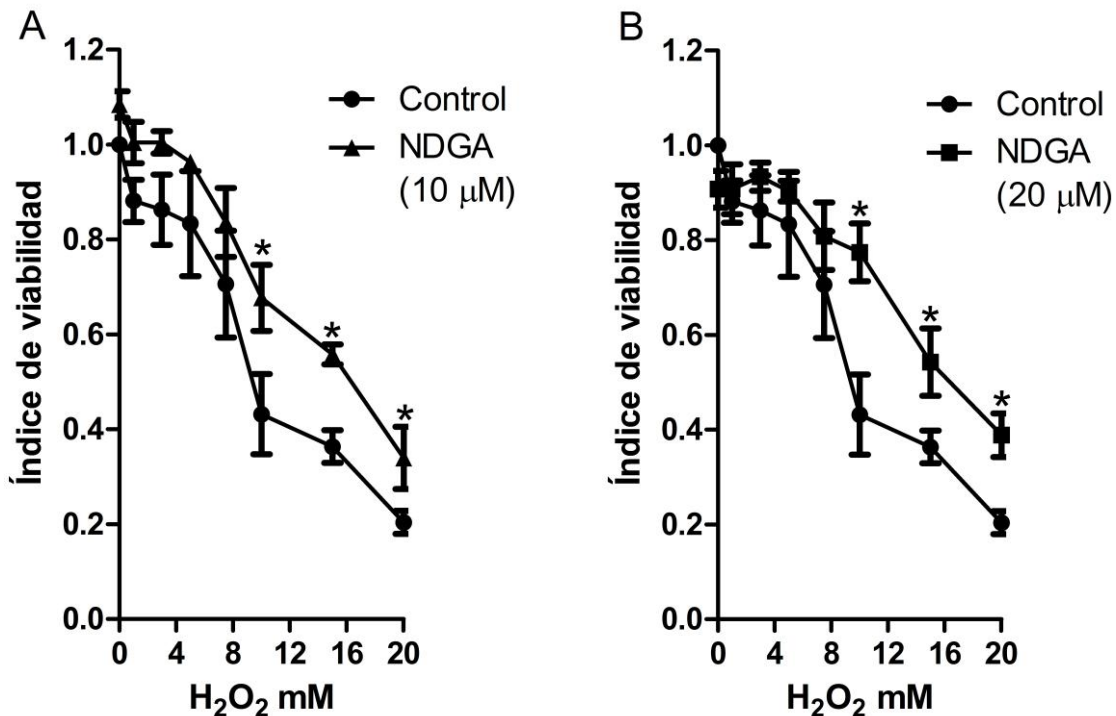 A
1.2
1.0
0.8
0.6
0.4
0.2
0.0
Índice de viabilidad
Control
NDGA
(10 μM)
*
*
*
0 4 8 12 16 20
H₂O₂ mM
B
1.2
1.0
0.8
0.6
0.4
0.2
0.0
Índice de viabilidad
Control
NDGA
(20 μM)
*
*
*
0 4 8 12 16 20
H₂O₂ mM